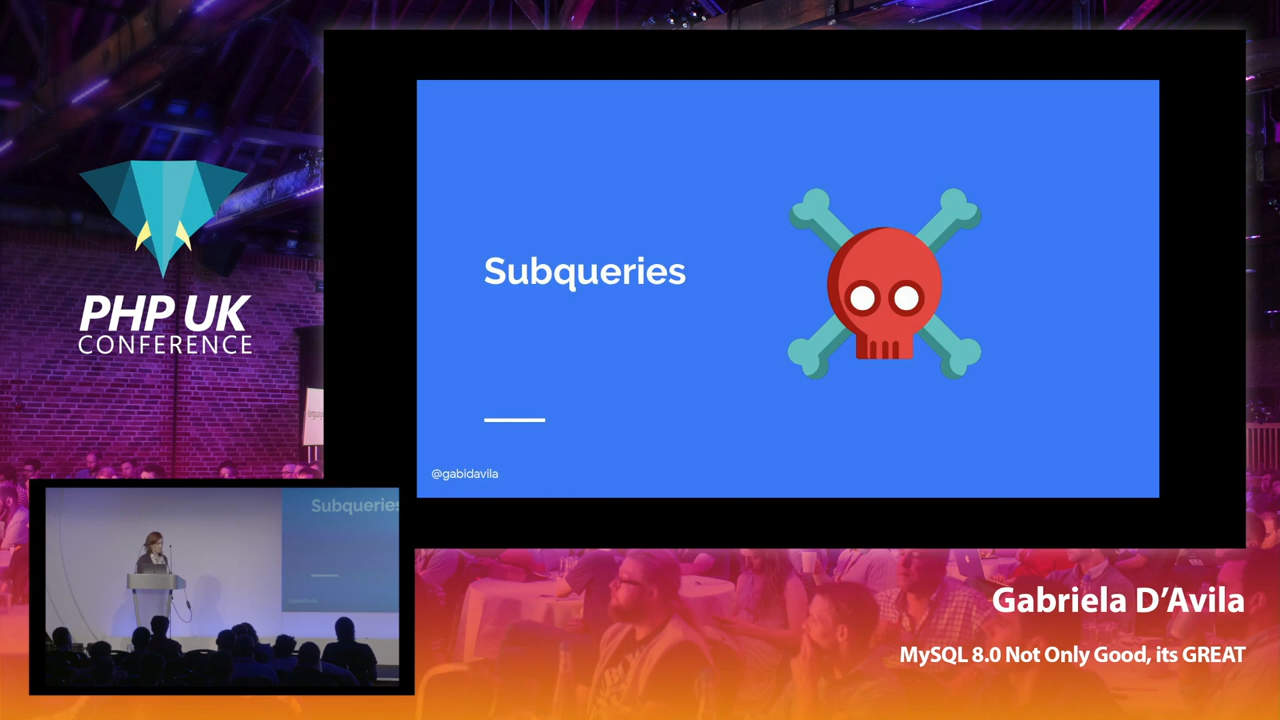 PHP UK
CONFERENCE
Subqueries
@gabidavila
Subqueries
Gabriela D’Avila
MySQL 8.0 Not Only Good, its GREAT